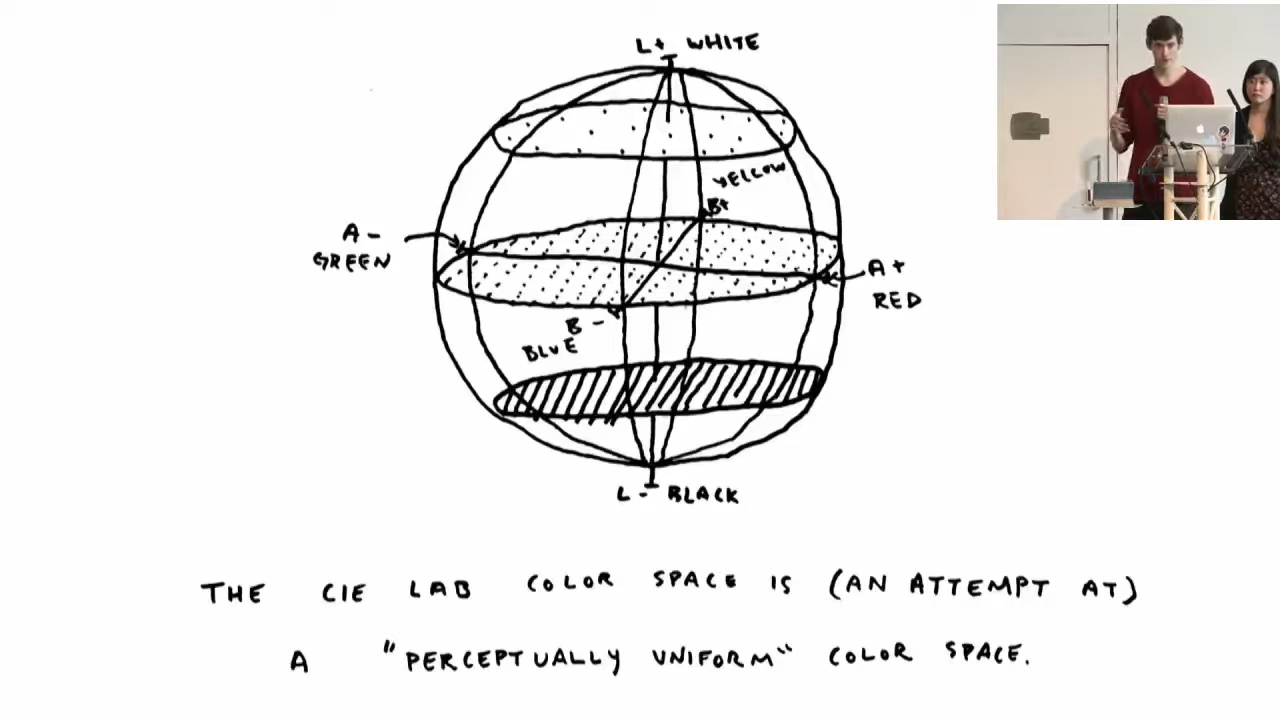 L+ WHITE
YELLOW
B+
A -
GREEN
A+
RED
B -
BLUE
L - BLACK
THE CIE LAB COLOR SPACE IS (AN ATTEMPT AT)
A "PERCEPTUALLY UNIFORM" COLOR SPACE.